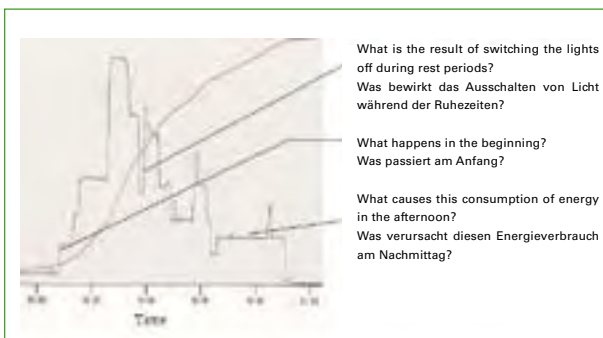 What is the result of switching the lights
off during rest periods?
Was bewirkt das Ausschalten von Licht
während der Ruhezeiten?
What happens in the beginning?
Was passiert am Anfang?
What causes this consumption of energy
in the afternoon?
Was verursacht diesen Energieverbrauch
am Nachmittag?
Time